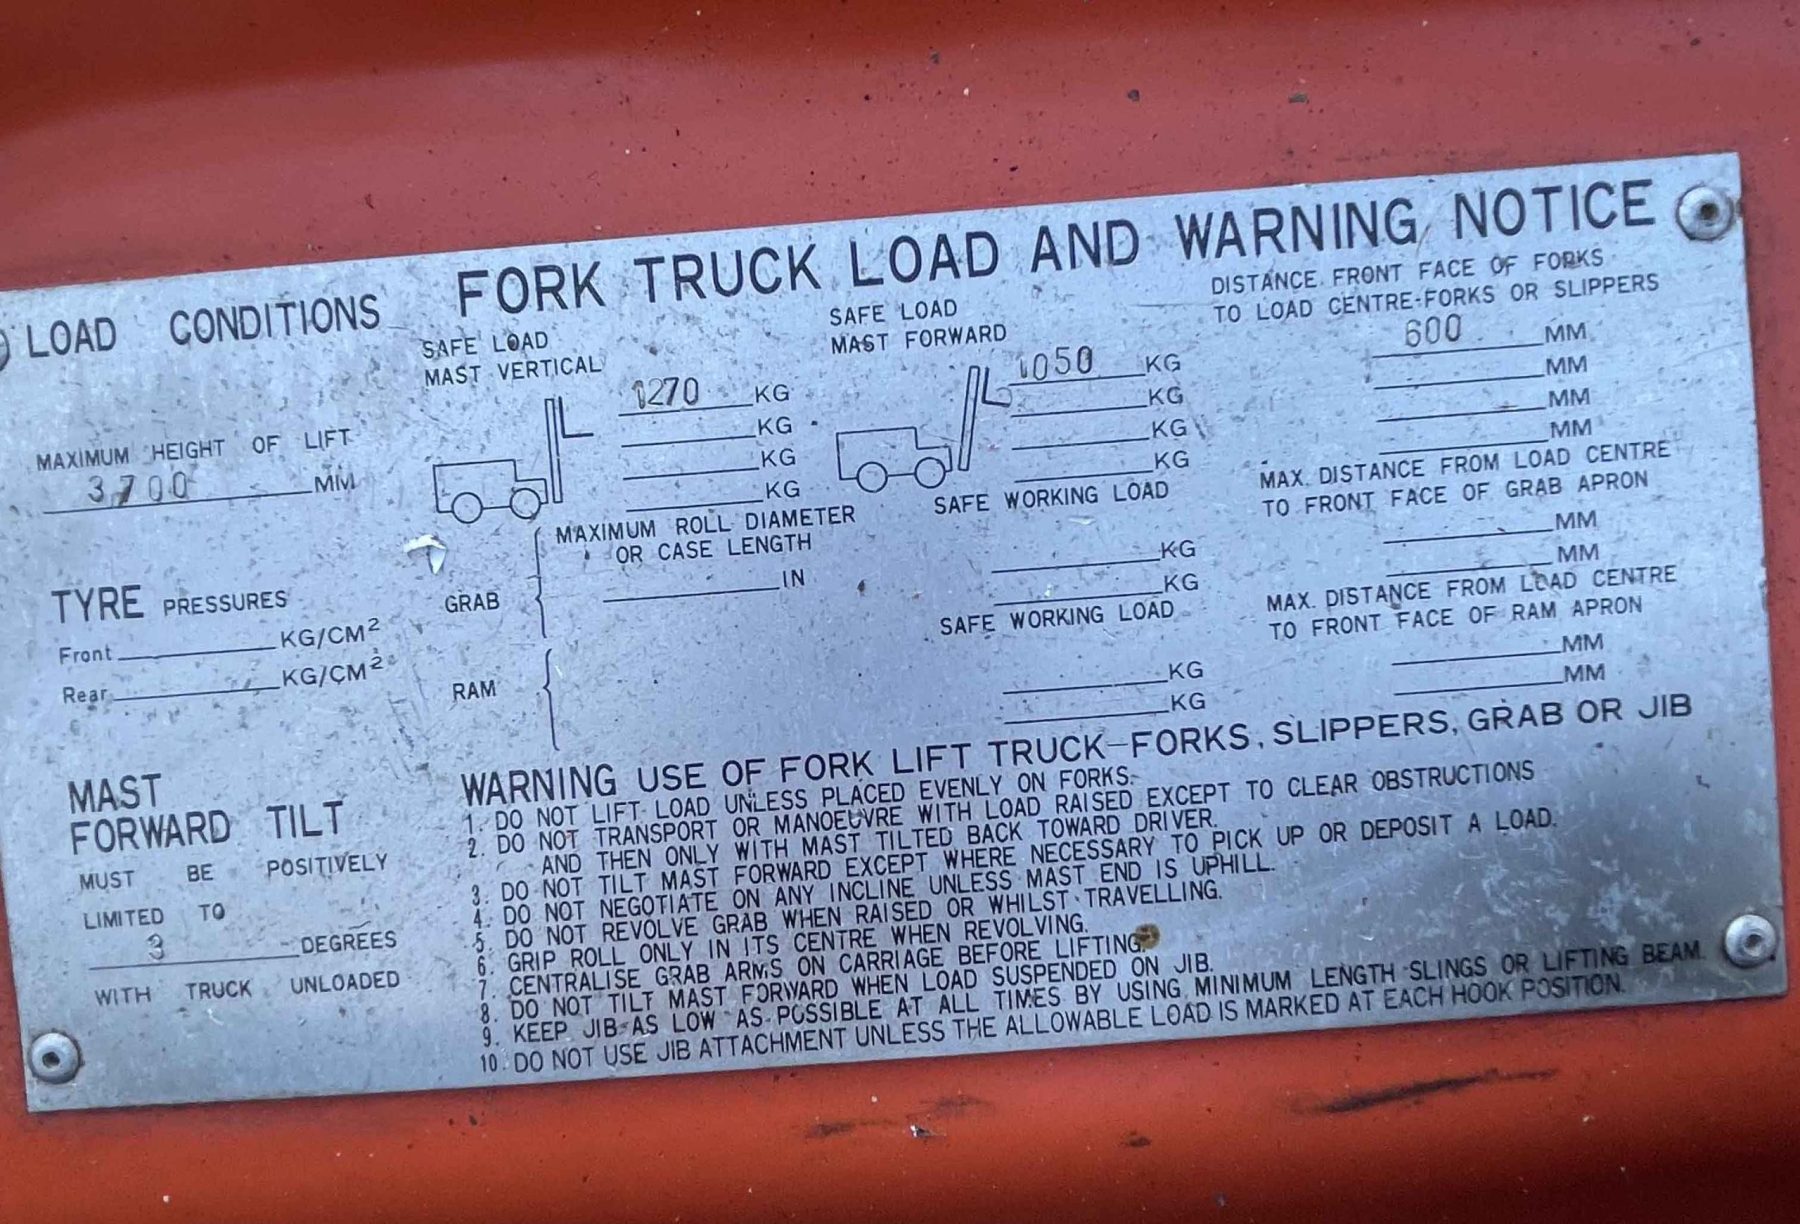 FORK TRUCK LOAD AND WARNING NOTICE
LOAD CONDITIONS
MAXIMUM HEIGHT OF LIFT
3700 MM
TYRE PRESSURES
Front KG/CM²
Rear KG/CM²
MAST
FORWARD TILT
MUST BE POSITIVELY
LIMITED TO
3 DEGREES
WITH TRUCK UNLOADED
SAFE LOAD
MAST VERTICAL
1270 KG
KG
KG
KG
SAFE LOAD
MAST FORWARD
1050 KG
KG
KG
KG
DISTANCE FRONT FACE OF FORKS
TO LOAD CENTRE-FORKS OR SLIPPERS
600 MM
MM
MM
MM
GRAB
MAXIMUM ROLL DIAMETER
OR CASE LENGTH
IN
SAFE WORKING LOAD
KG
KG
MAX. DISTANCE FROM LOAD CENTRE
TO FRONT FACE OF GRAB APRON
MM
MM
RAM
SAFE WORKING LOAD
KG
KG
MAX. DISTANCE FROM LOAD CENTRE
TO FRONT FACE OF RAM APRON
MM
MM
WARNING USE OF FORK LIFT TRUCK-FORKS, SLIPPERS, GRAB OR JIB
1. DO NOT LIFT LOAD UNLESS PLACED EVENLY ON FORKS.
2. DO NOT TRANSPORT OR MANOEUVRE WITH LOAD RAISED EXCEPT TO CLEAR OBSTRUCTIONS
AND THEN ONLY WITH MAST TILTED BACK TOWARD DRIVER.
3. DO NOT TILT MAST FORWARD EXCEPT WHERE NECESSARY TO PICK UP OR DEPOSIT A LOAD.
4. DO NOT NEGOTIATE ON ANY INCLINE UNLESS MAST END IS UPHILL.
5. DO NOT REVOLVE GRAB WHEN RAISED OR WHILST TRAVELLING.
6. GRIP ROLL ONLY IN ITS CENTRE WHEN REVOLVING.
7. CENTRALISE GRAB ARMS ON CARRIAGE BEFORE LIFTING.
8. DO NOT TILT MAST FORWARD WHEN LOAD SUSPENDED ON JIB.
9. KEEP JIB AS LOW AS POSSIBLE AT ALL TIMES BY USING MINIMUM LENGTH SLINGS OR LIFTING BEAM.
10. DO NOT USE JIB ATTACHMENT UNLESS THE ALLOWABLE LOAD IS MARKED AT EACH HOOK POSITION.